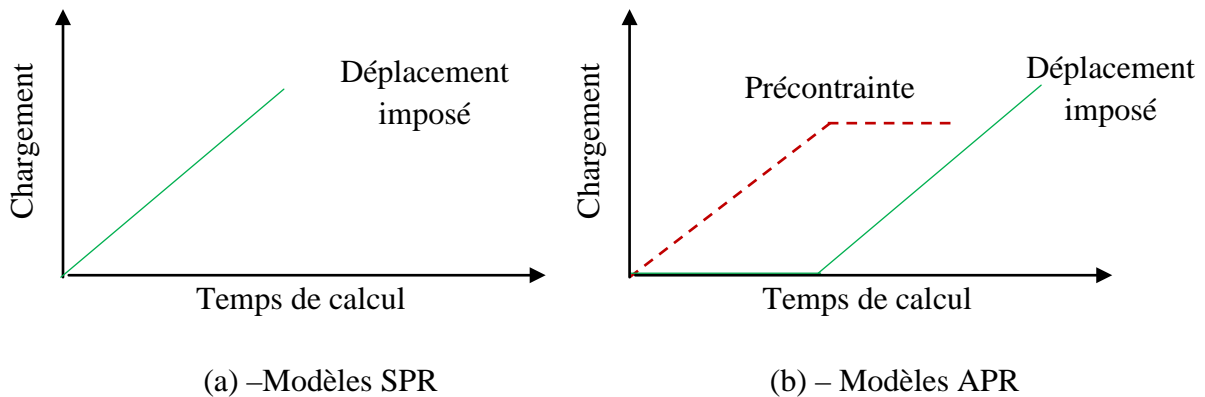 Chargement
Déplacement
imposé
Temps de calcul
(a) –Modèles SPR
Chargement
Précontrainte
Déplacement
imposé
Temps de calcul
(b) – Modèles APR